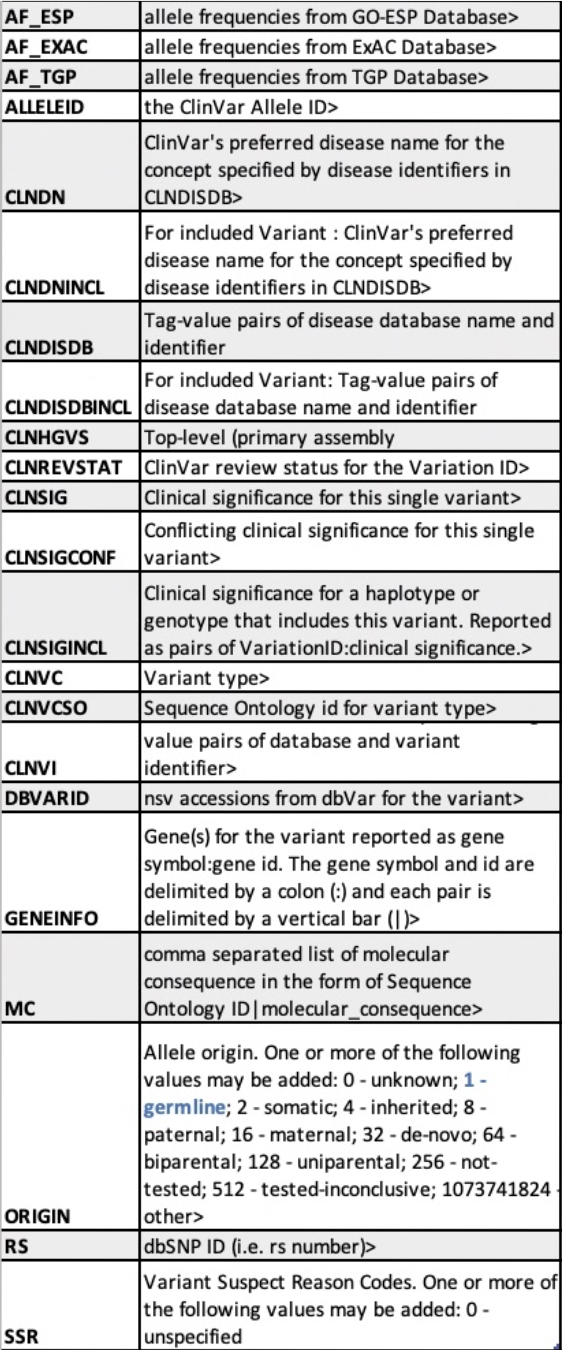 AF_ESP allele frequencies from GO-ESP Database>
AF_EXAC allele frequencies from ExAC Database>
AF_TGP allele frequencies from TGP Database>
ALLELEID the ClinVar Allele ID>
ClinVar's preferred disease name for the
concept specified by disease identifiers in
CLNDN CLNDISDB>
For included Variant : ClinVar's preferred
disease name for the concept specified by
CLNDNINCL disease identifiers in CLNDISDB>
Tag-value pairs of disease database name and
CLNDISDB identifier
For included Variant: Tag-value pairs of
CLNDISDBINCL disease database name and identifier
CLNHGVS Top-level (primary assembly
CLNREVSTAT ClinVar review status for the Variation ID>
CLNSIG Clinical significance for this single variant>
Conflicting clinical significance for this single
CLNSIGCONF variant>
Clinical significance for a haplotype or
genotype that includes this variant. Reported
CLNSIGINCL as pairs of VariationID:clinical significance.>
CLNVC Variant type>
CLNVCSO Sequence Ontology id for variant type>
value pairs of database and variant
CLNVI identifier>
DBVARID nsv accessions from dbVar for the variant>
Gene(s) for the variant reported as gene
symbol:gene id. The gene symbol and id are
delimited by a colon (:) and each pair is
GENEINFO delimited by a vertical bar (|)>
comma separated list of molecular
consequence in the form of Sequence
MC Ontology ID|molecular_consequence>
Allele origin. One or more of the following
values may be added: 0 - unknown; 1 -
germline; 2 - somatic; 4 - inherited; 8 -
paternal; 16 - maternal; 32 - de-novo; 64 -
biparental; 128 - uniparental; 256 - not-
tested; 512 - tested-inconclusive; 1073741824 -
ORIGIN other>
RS dbSNP ID (i.e. rs number)>
Variant Suspect Reason Codes. One or more of
the following values may be added: 0 -
SSR unspecified